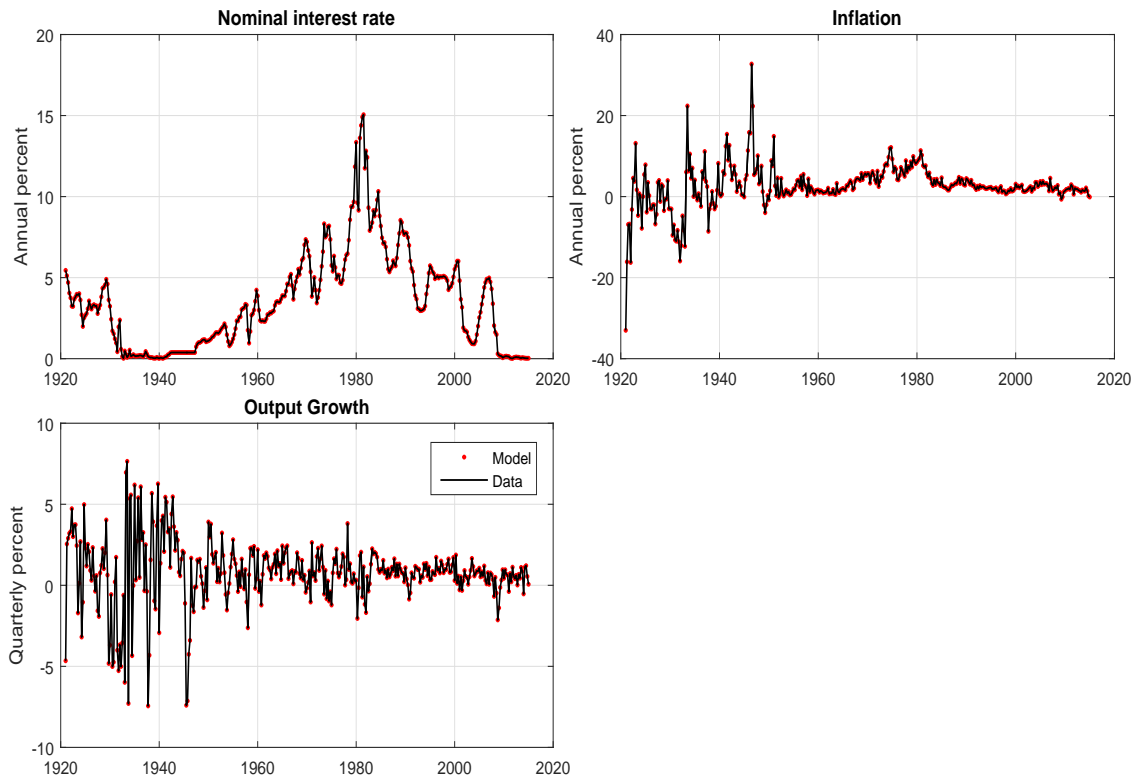 Nominal interest rate
Annual percent
20
15
10
5
0
1920 1940 1960 1980 2000 2020
Inflation
Annual percent
40
20
0
-20
-40
1920 1940 1960 1980 2000 2020
Output Growth
Quarterly percent
10
5
0
-5
-10
1920 1940 1960 1980 2000 2020
Model
Data